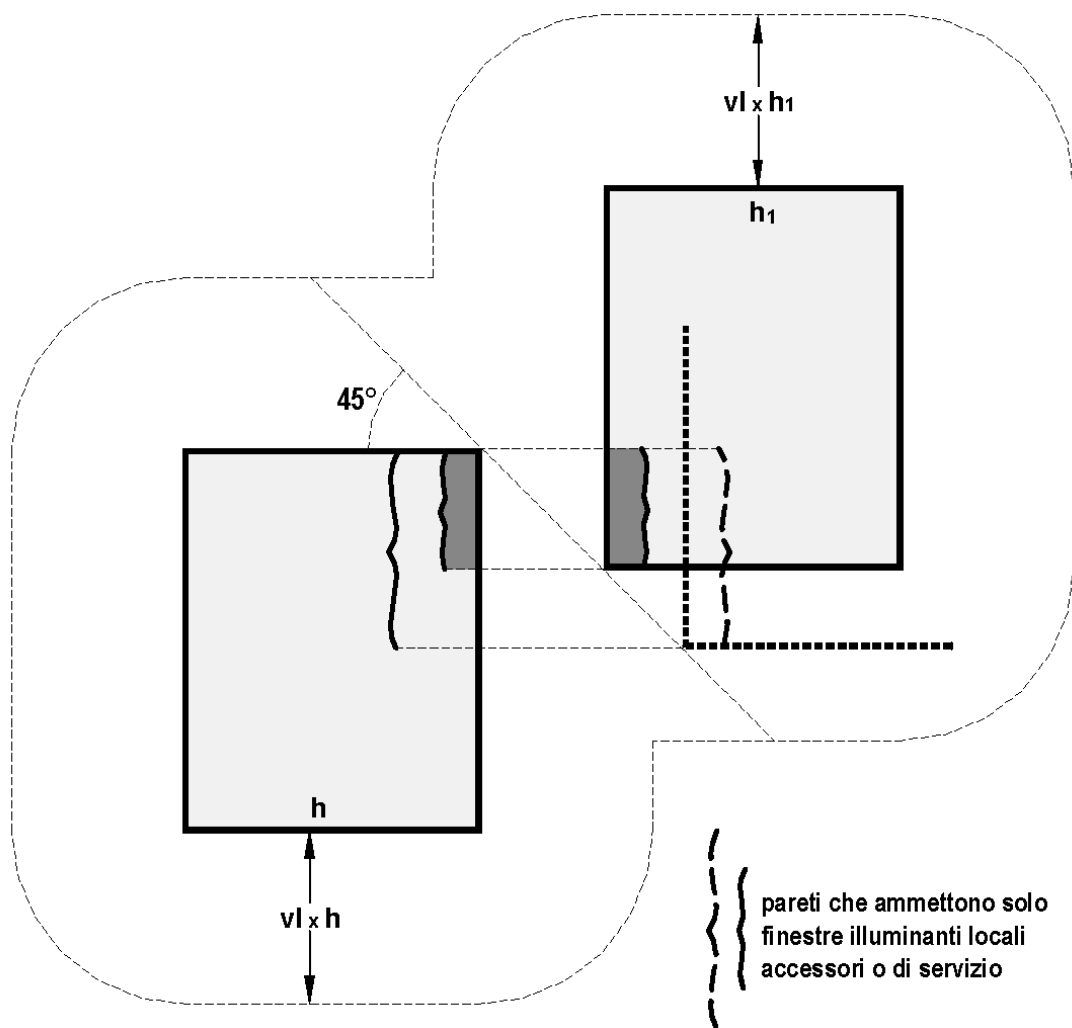 vl x h1
h1
45°
h
vl x h
pareti che ammettono solo
finestre illuminanti locali
accessori o di servizio